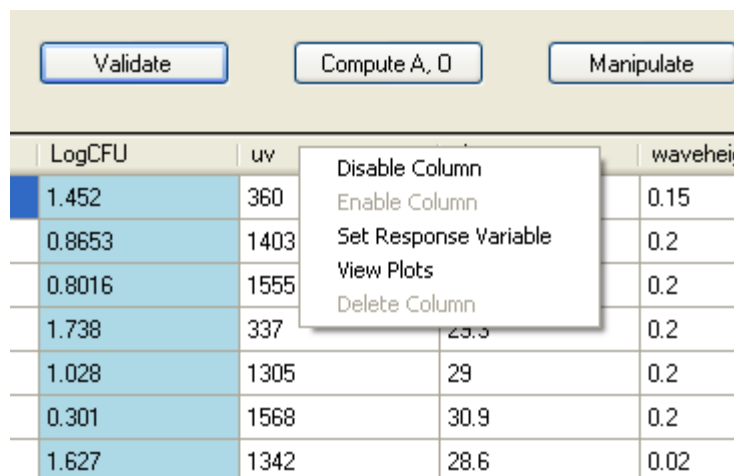 Validate Compute A, O Manipulate
LogCFU uv
Disable Column
Enable Column
Set Response Variable
View Plots
Delete Column
1.452 360 0.15
0.8653 1403 0.2
0.8016 1555 0.2
1.738 337 29.3 0.2
1.028 1305 29 0.2
0.301 1568 30.9 0.2
1.627 1342 28.6 0.02